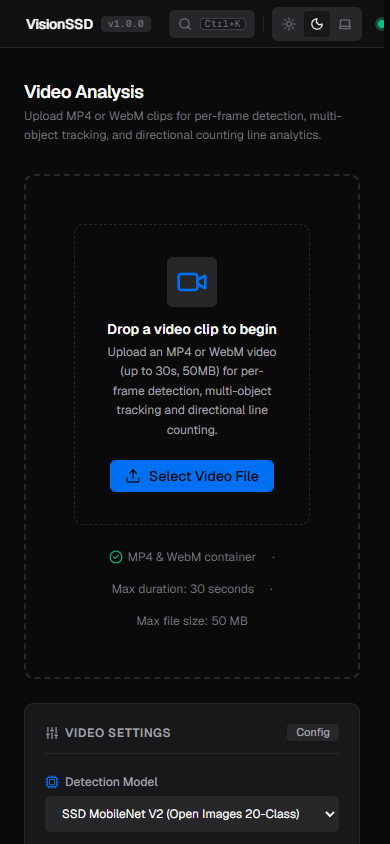 VisionSSD v1.0.0 Ctrl+K
Video Analysis
Upload MP4 or WebM clips for per-frame detection, multi-
object tracking, and directional counting line analytics.
Drop a video clip to begin
Upload an MP4 or WebM video
(up to 30s, 50MB) for per-
frame detection, multi-object
tracking and directional line
counting.
Select Video File
MP4 & WebM container ·
Max duration: 30 seconds ·
Max file size: 50 MB
VIDEO SETTINGS Config
Detection Model
SSD MobileNet V2 (Open Images 20-Class)